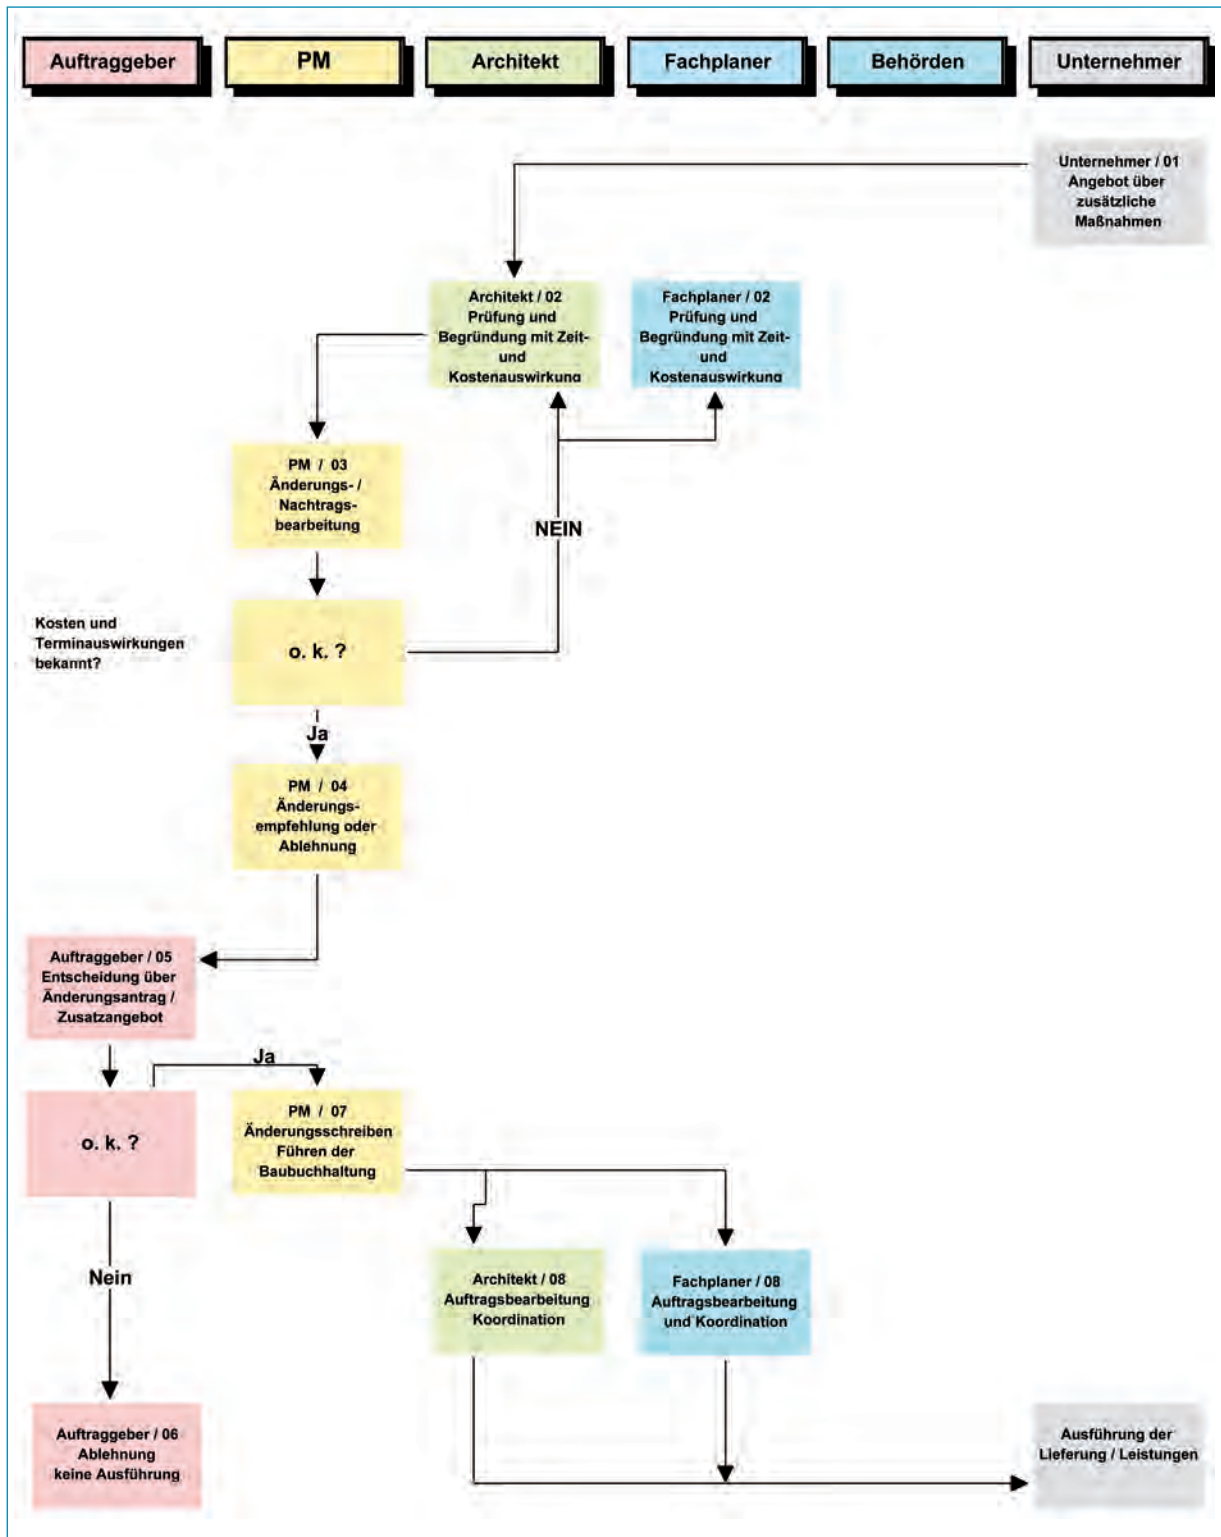 Auftraggeber
PM
Architekt
Fachplaner
Behörden
Unternehmer
Unternehmer / 01
Angebot über
zusätzliche
Maßnahmen
Architekt / 02
Prüfung und
Begründung mit Zeit-
und
Kostenauswirkung
Fachplaner / 02
Prüfung und
Begründung mit Zeit-
und
Kostenauswirkung
PM / 03
Änderungs- /
Nachtrags-
bearbeitung
NEIN
Kosten und
Terminauswirkungen
bekannt?
o. k. ?
Ja
PM / 04
Änderungs-
empfehlung oder
Ablehnung
Auftraggeber / 05
Entscheidung über
Änderungsantrag /
Zusatzangebot
Ja
o. k. ?
PM / 07
Änderungsschreiben
Führen der
Baubuchhaltung
Nein
Architekt / 08
Auftragsbearbeitung
Koordination
Fachplaner / 08
Auftragsbearbeitung
und Koordination
Auftraggeber / 06
Ablehnung
keine Ausführung
Ausführung der
Lieferung / Leistungen